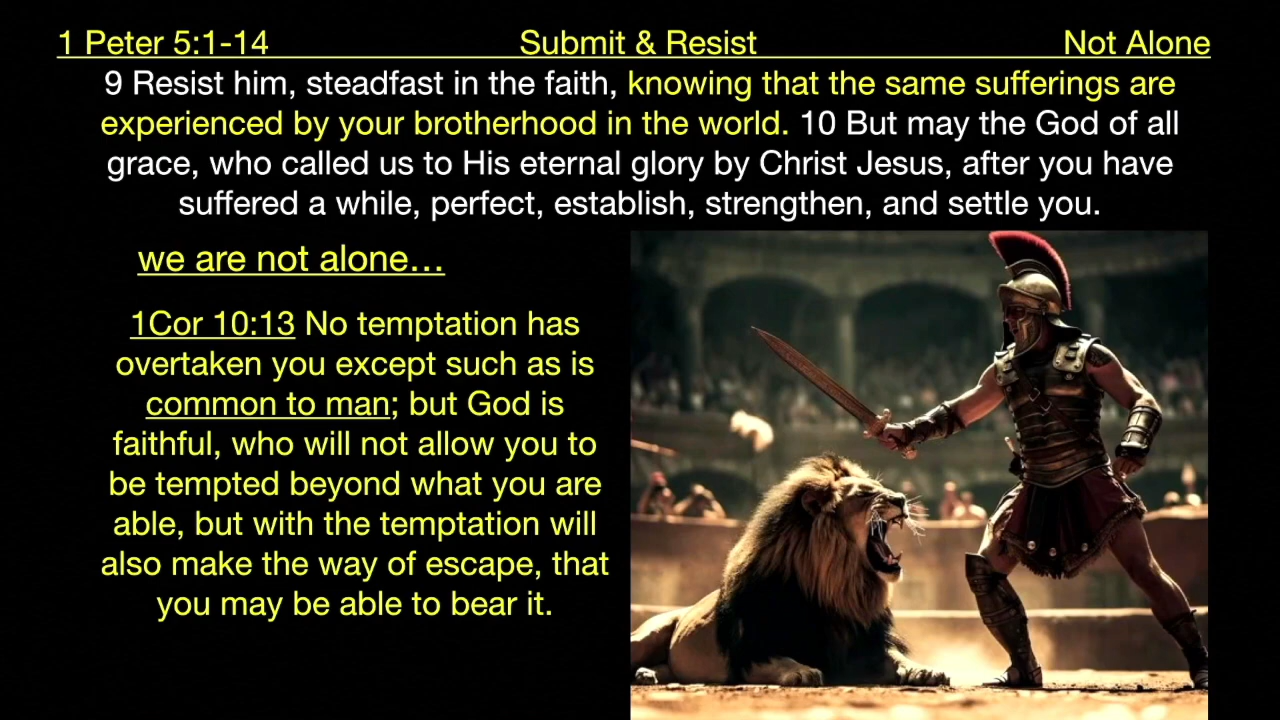 1 Peter 5:1-14 Submit & Resist Not Alone
9 Resist him, steadfast in the faith, knowing that the same sufferings are
experienced by your brotherhood in the world. 10 But may the God of all
grace, who called us to His eternal glory by Christ Jesus, after you have
suffered a while, perfect, establish, strengthen, and settle you.
we are not alone…
1Cor 10:13 No temptation has
overtaken you except such as is
common to man; but God is
faithful, who will not allow you to
be tempted beyond what you are
able, but with the temptation will
also make the way of escape, that
you may be able to bear it.